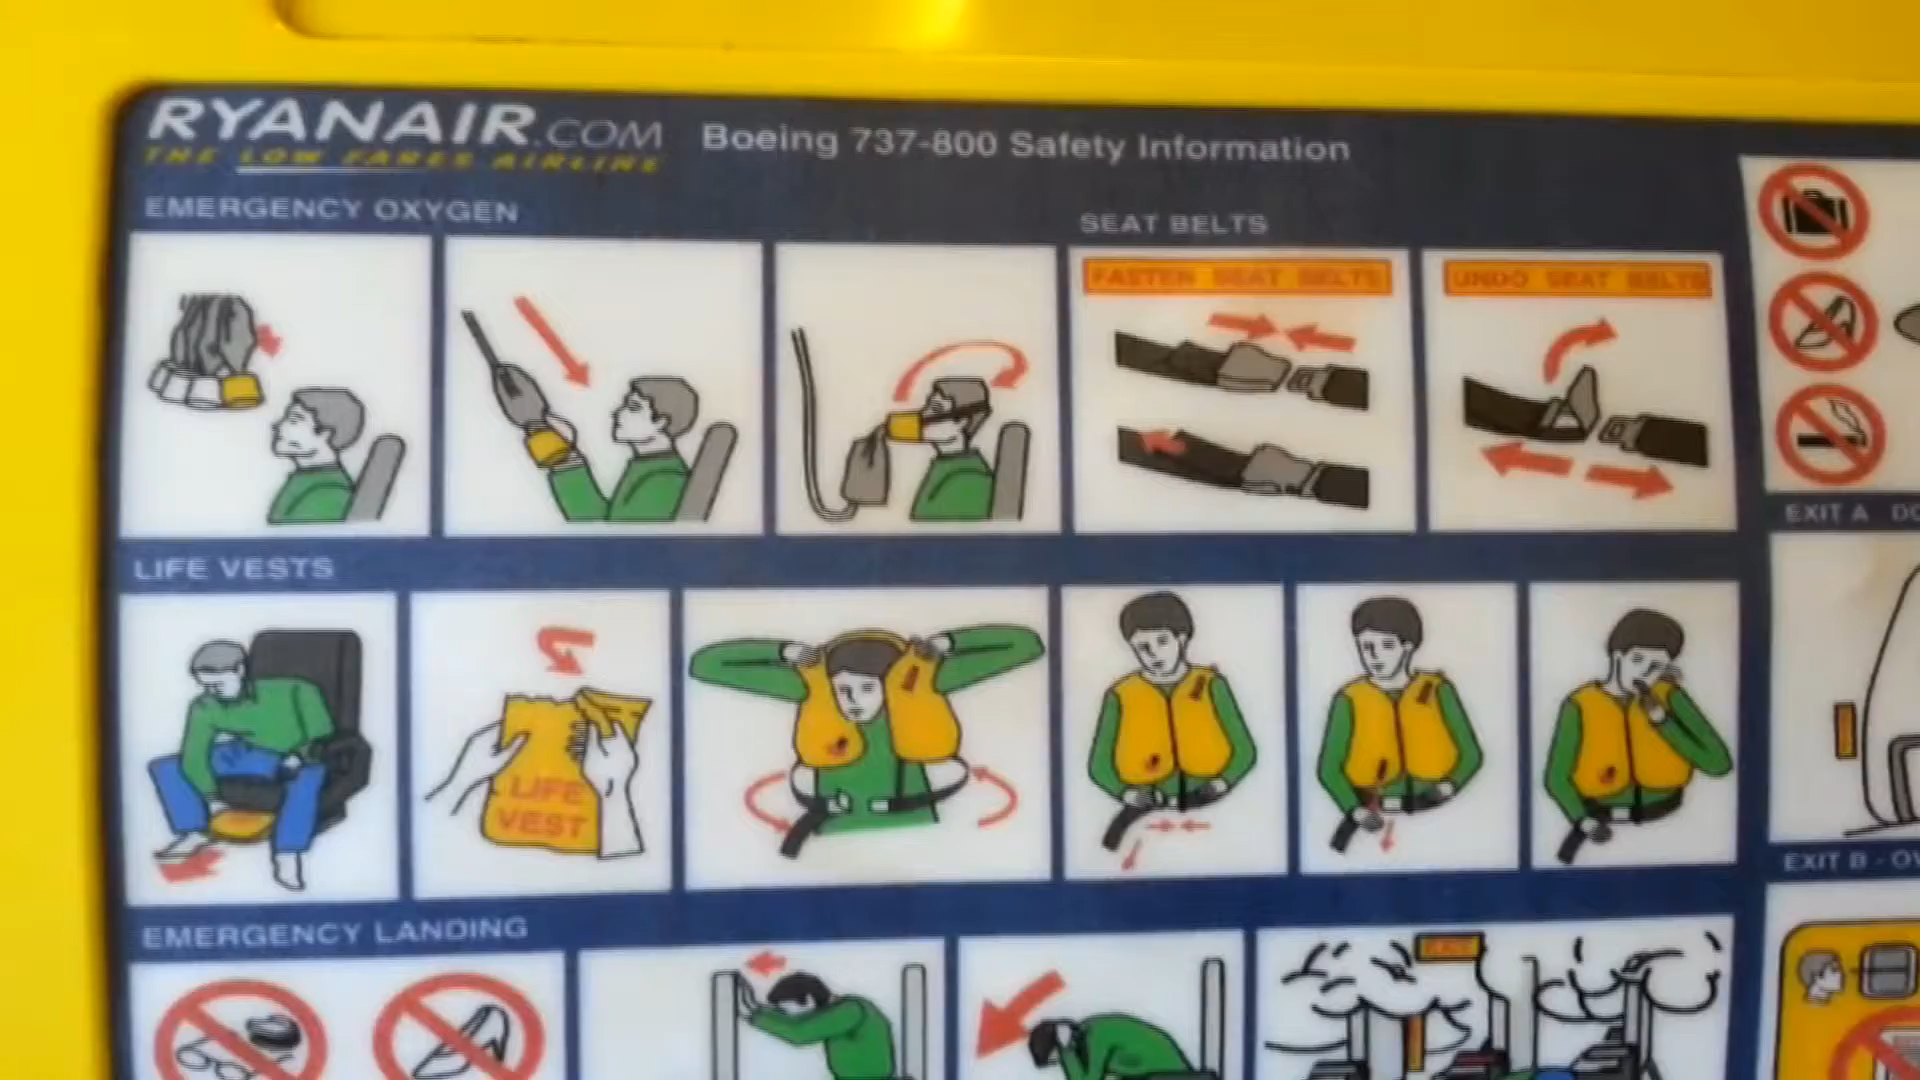 RYANAIR.COM
THE LOW FARES AIRLINE
Boeing 737-800 Safety Information
EMERGENCY OXYGEN
SEAT BELTS
FASTEN SEAT BELTS
UNDO SEAT BELTS
EXIT A
LIFE VESTS
LIFE
VEST
EXIT B -
EMERGENCY LANDING